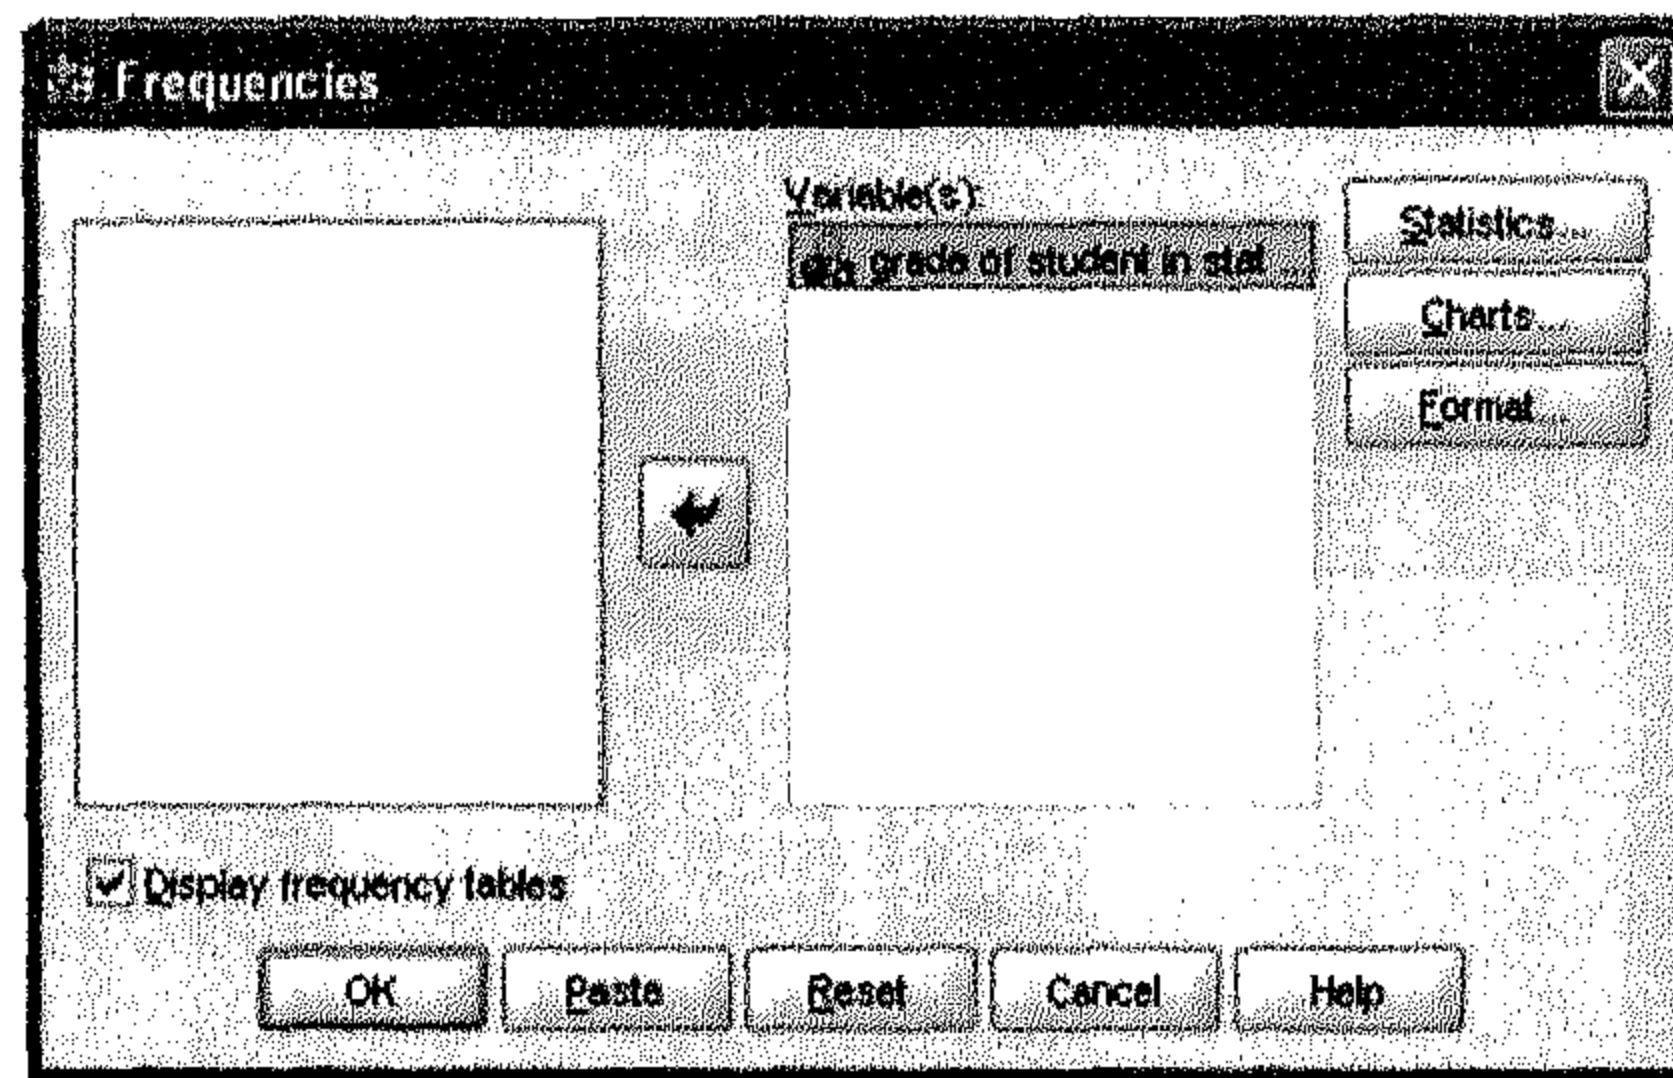 Frequencies
Variable(s):
grade of student in stat ...
Statistics...
Charts...
Format...
Display frequency tables
OK
Paste
Reset
Cancel
Help